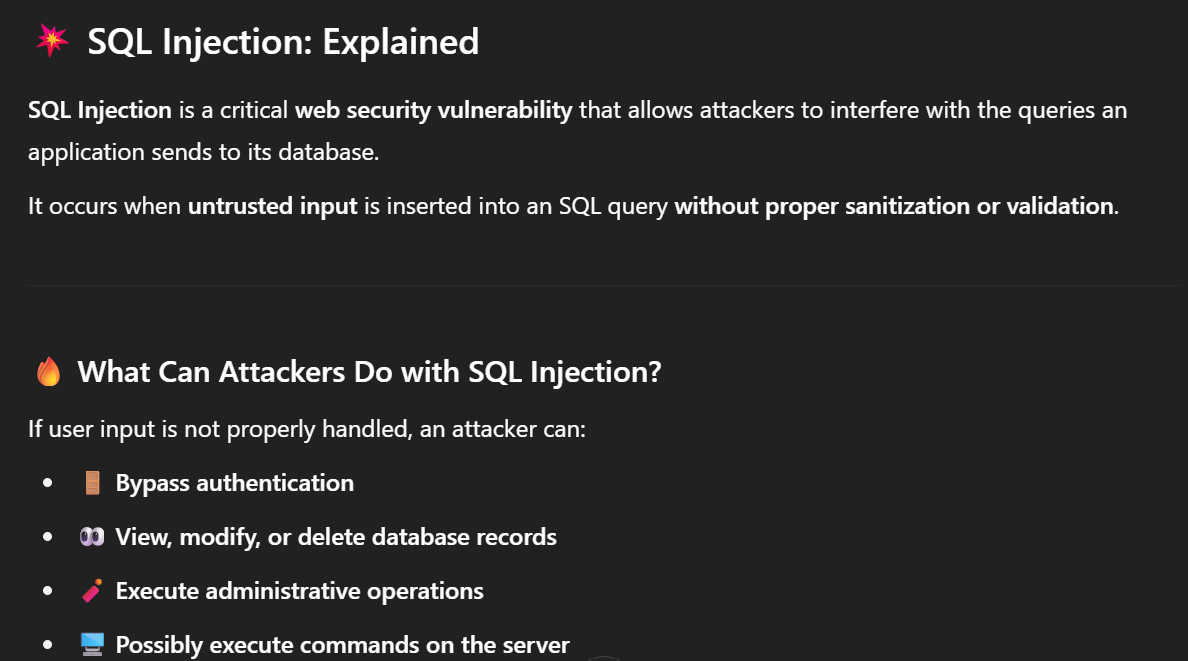 💥 SQL Injection: Explained
SQL Injection is a critical web security vulnerability that allows attackers to interfere with the queries an
application sends to its database.
It occurs when untrusted input is inserted into an SQL query without proper sanitization or validation.
🔥 What Can Attackers Do with SQL Injection?
If user input is not properly handled, an attacker can:
• 🚪 Bypass authentication
• 👀 View, modify, or delete database records
• 🧨 Execute administrative operations
• 🖥️ Possibly execute commands on the server